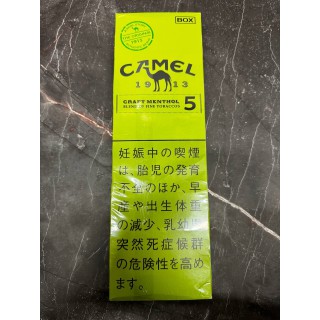 BOX
CAMEL
1913
CRAFT MENTHOL 5
妊娠中の喫煙
は、胎児の発育
不全のほか、早
産や出生体重
の減少、乳幼児
突然死症候群
の危険性を高め
ます。